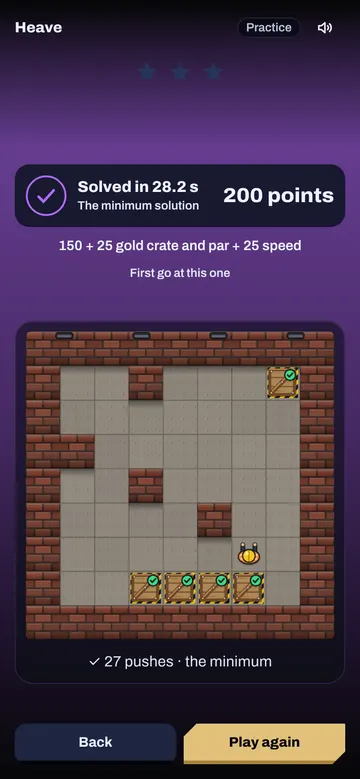 Heave
Practice
Solved in 28.2 s
The minimum solution
200 points
150 + 25 gold crate and par + 25 speed
First go at this one
✓ 27 pushes · the minimum
Back
Play again